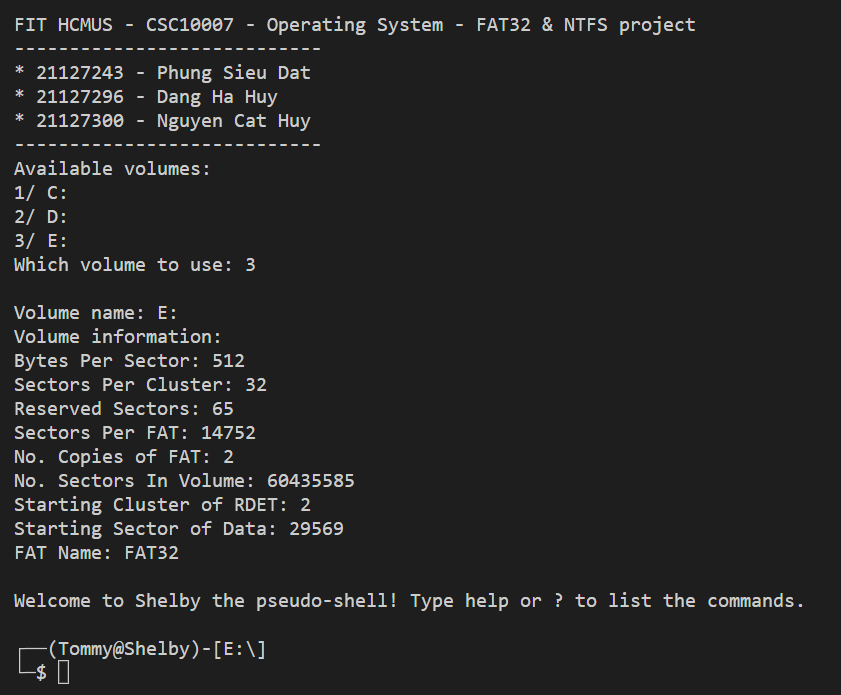 FIT HCMUS - CSC10007 - Operating System - FAT32 & NTFS project
----------------------------
* 21127243 - Phung Sieu Dat
* 21127296 - Dang Ha Huy
* 21127300 - Nguyen Cat Huy
----------------------------
Available volumes:
1/ C:
2/ D:
3/ E:
Which volume to use: 3

Volume name: E:
Volume information:
Bytes Per Sector: 512
Sectors Per Cluster: 32
Reserved Sectors: 65
Sectors Per FAT: 14752
No. Copies of FAT: 2
No. Sectors In Volume: 60435585
Starting Cluster of RDET: 2
Starting Sector of Data: 29569
FAT Name: FAT32

Welcome to Shelby the pseudo-shell! Type help or ? to list the commands.

┌──(Tommy@Shelby)-[E:\]
└─$